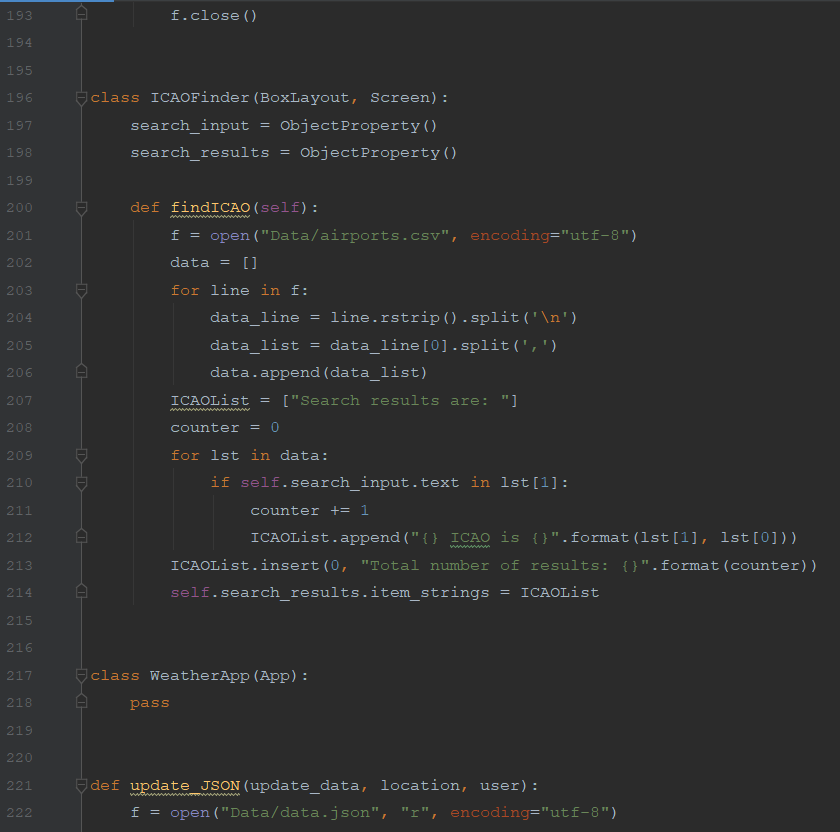 193 f.close()
194
195
196 class ICAOFinder(BoxLayout, Screen):
197 search_input = ObjectProperty()
198 search_results = ObjectProperty()
199
200 def findICAO(self):
201 f = open("Data/airports.csv", encoding="utf-8")
202 data = []
203 for line in f:
204 data_line = line.rstrip().split('\n')
205 data_list = data_line[0].split(',')
206 data.append(data_list)
207 ICAOList = ["Search results are: "]
208 counter = 0
209 for lst in data:
210 if self.search_input.text in lst[1]:
211 counter += 1
212 ICAOList.append("{} ICAO is {}".format(lst[1], lst[0]))
213 ICAOList.insert(0, "Total number of results: {}".format(counter))
214 self.search_results.item_strings = ICAOList
215
216
217 class WeatherApp(App):
218 pass
219
220
221 def update_JSON(update_data, location, user):
222 f = open("Data/data.json", "r", encoding="utf-8")